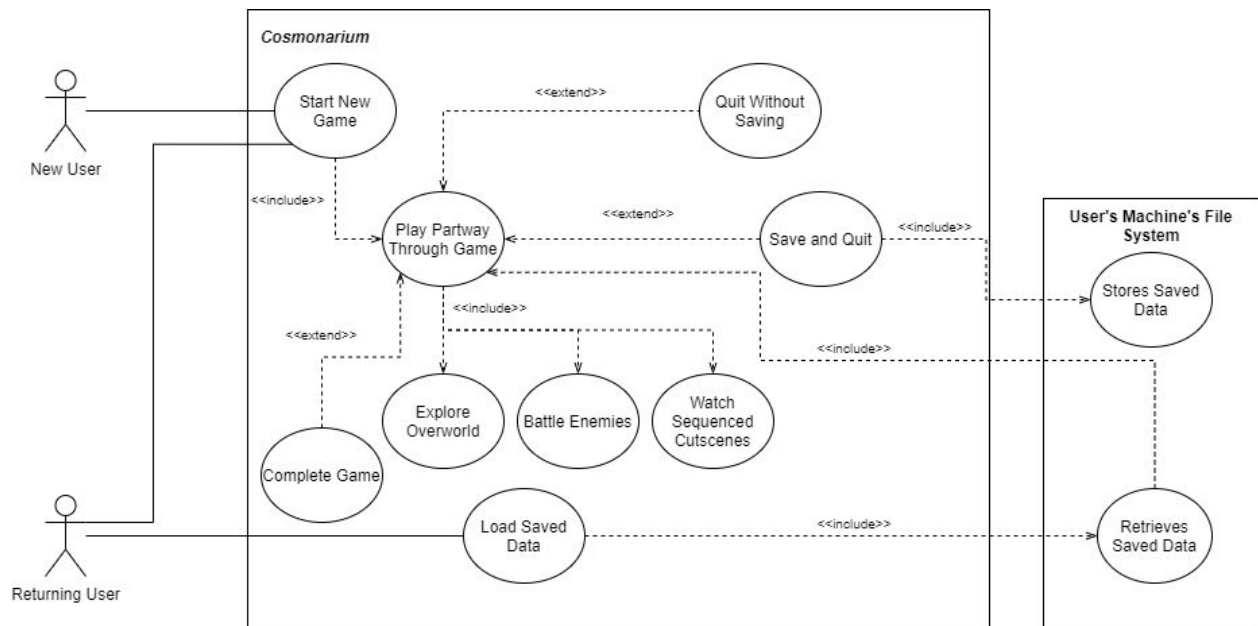 Cosmonarium
Start New
Game
<<extend>>
Quit Without
Saving
New User
<<include>>
Play Partway
Through Game
<<extend>>
Save and Quit
<<include>>
User's Machine's File
System
Stores Saved
Data
<<include>>
<<extend>>
<<include>>
Explore
Overworld
Battle Enemies
Watch
Sequenced
Cutscenes
Complete Game
Load Saved
Data
<<include>>
Retrieves
Saved Data
Returning User